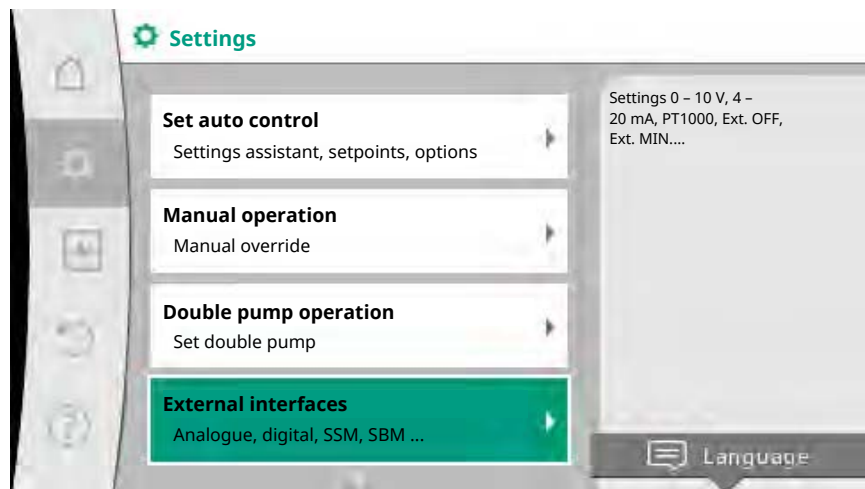 Settings
Set auto control
Settings assistant, setpoints, options
Manual operation
Manual override
Double pump operation
Set double pump
External interfaces
Analogue, digital, SSM, SBM ...
Settings 0 – 10 V, 4 –
20 mA, PT1000, Ext. OFF,
Ext. MIN....
Language